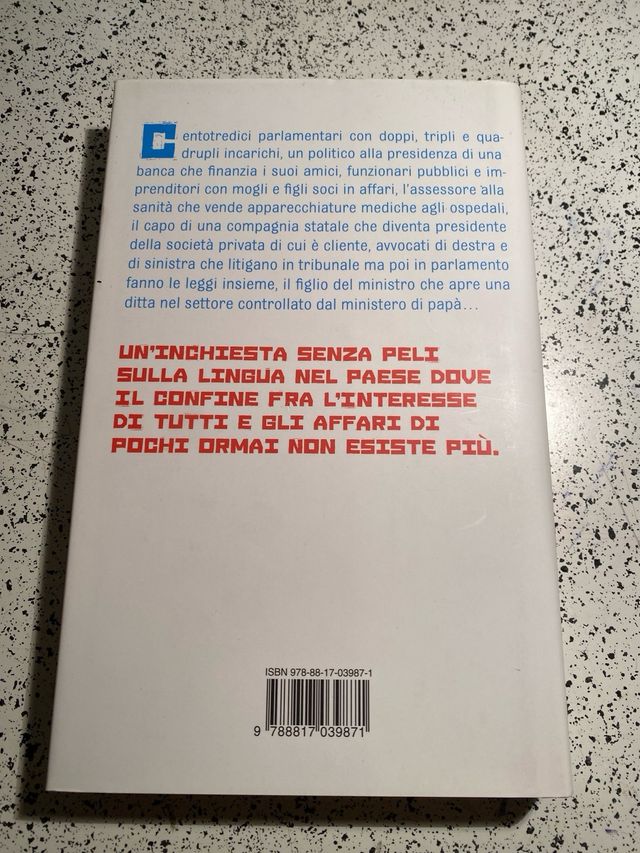 Centotredici parlamentari con doppi, tripli e qua-
drupli incarichi, un politico alla presidenza di una
banca che finanzia i suoi amici, funzionari pubblici e im-
prenditori con mogli e figli soci in affari, l'assessore alla
sanità che vende apparecchiature mediche agli ospedali,
il capo di una compagnia statale che diventa presidente
della società privata di cui è cliente, avvocati di destra e
di sinistra che litigano in tribunale ma poi in parlamento
fanno le leggi insieme, il figlio del ministro che apre una
ditta nel settore controllato dal ministero di papà...
UN'INCHIESTA SENZA PELI
SULLA LINGUA NEL PAESE DOVE
IL CONFINE FRA L'INTERESSE
DI TUTTI E GLI AFFARI DI
POCHI ORMAI NON ESISTE PIÙ.
ISBN 978-88-17-03987-1
9 788817 039871